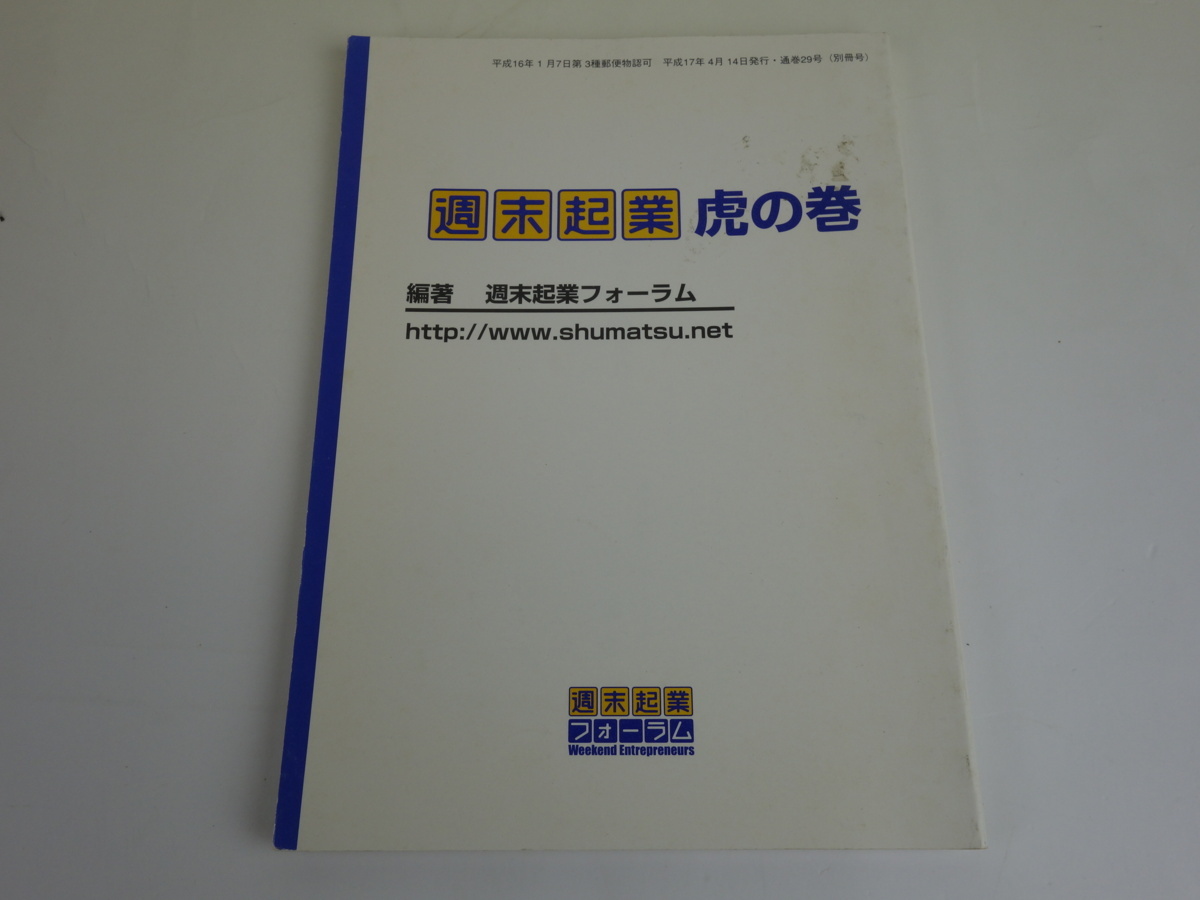 平成16年1月7日第3種郵便物認可 平成17年4月14日発行・通巻29号（別冊号）
週末起業 虎の巻
編著 週末起業フォーラム
http://www.shumatsu.net
週末起業
フォーラム
Weekend Entrepreneurs